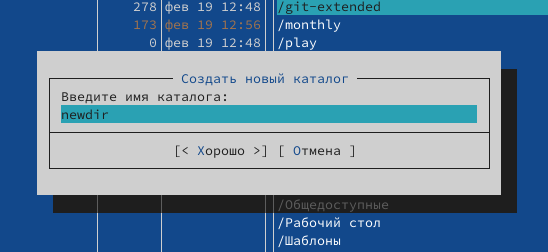 278 фев 19 12:48 /git-extended
173 фев 19 12:56 /monthly
0 фев 19 12:48 /play
Создать новый каталог
Введите имя каталога:
newdir
[< Хорошо >] [ Отмена ]
/Общедоступные
/Рабочий стол
/Шаблоны